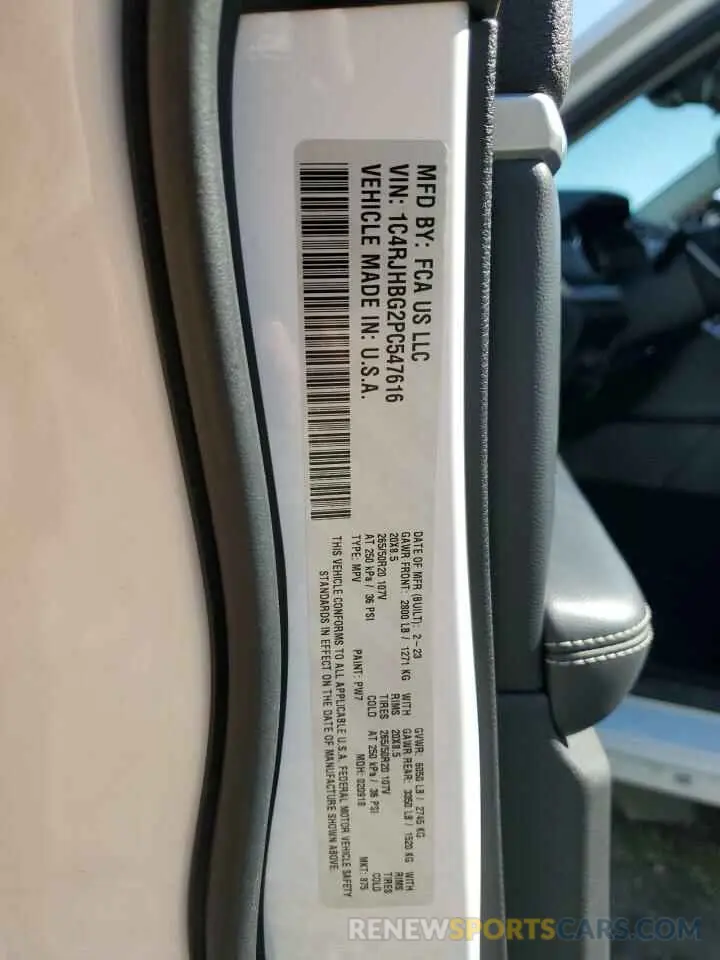 MFD BY: FCA US LLC
VIN: 1C4RJHBG2PC547616
VEHICLE MADE IN: U.S.A.
DATE OF MFR (BUILT): 2-23 GVWR: 6050 LB / 2745 KG
GAWR FRONT: 2800 LB / 1271 KG WITH GAWR REAR: 3350 LB / 1520 KG WITH
20X8.5 RIMS 20X8.5 RIMS
265/50R20 107V TIRES 265/50R20 107V TIRES
AT 250 kPa / 36 PSI COLD AT 250 kPa / 36 PSI COLD
TYPE: MPV PAINT: PW7 MDH: 020918 MKT: 875
THIS VEHICLE CONFORMS TO ALL APPLICABLE U.S.A. FEDERAL MOTOR VEHICLE SAFETY
STANDARDS IN EFFECT ON THE DATE OF MANUFACTURE SHOWN ABOVE.
RENEWSPORTSCARS.COM